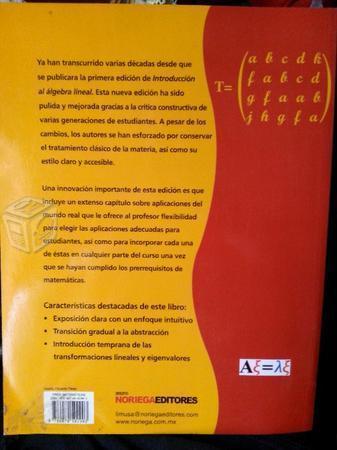 Ya han transcurrido varias décadas desde que
se publicara la primera edición de Introducción
al álgebra lineal. Esta nueva edición ha sido
pulida y mejorada gracias a la crítica constructiva de
varias generaciones de estudiantes. A pesar de los
cambios, los autores se han esforzado por conservar
el tratamiento clásico de la materia, así como su
estilo claro y accesible.
T=
a b c d h
f a b c d
g f a a b
j h g f a
Una innovación importante de esta edición es que
incluye un extenso capítulo sobre aplicaciones del
mundo real que le ofrece al profesor flexibilidad
para elegir las aplicaciones adecuadas para
estudiantes, así como para incorporar cada una
de éstas en cualquier parte del curso una vez
que se hayan cumplido los prerrequisitos de
matemáticas.
Características destacadas de este libro:
• Exposición clara con un enfoque intuitivo
• Transición gradual a la abstracción
• Introducción temprana de las
transformaciones lineales y eigenvalores
Aξ=λξ
GRUPO
NORIEGAEDITORES
limusa@noriegaeditores.com
www.noriega.com.mx